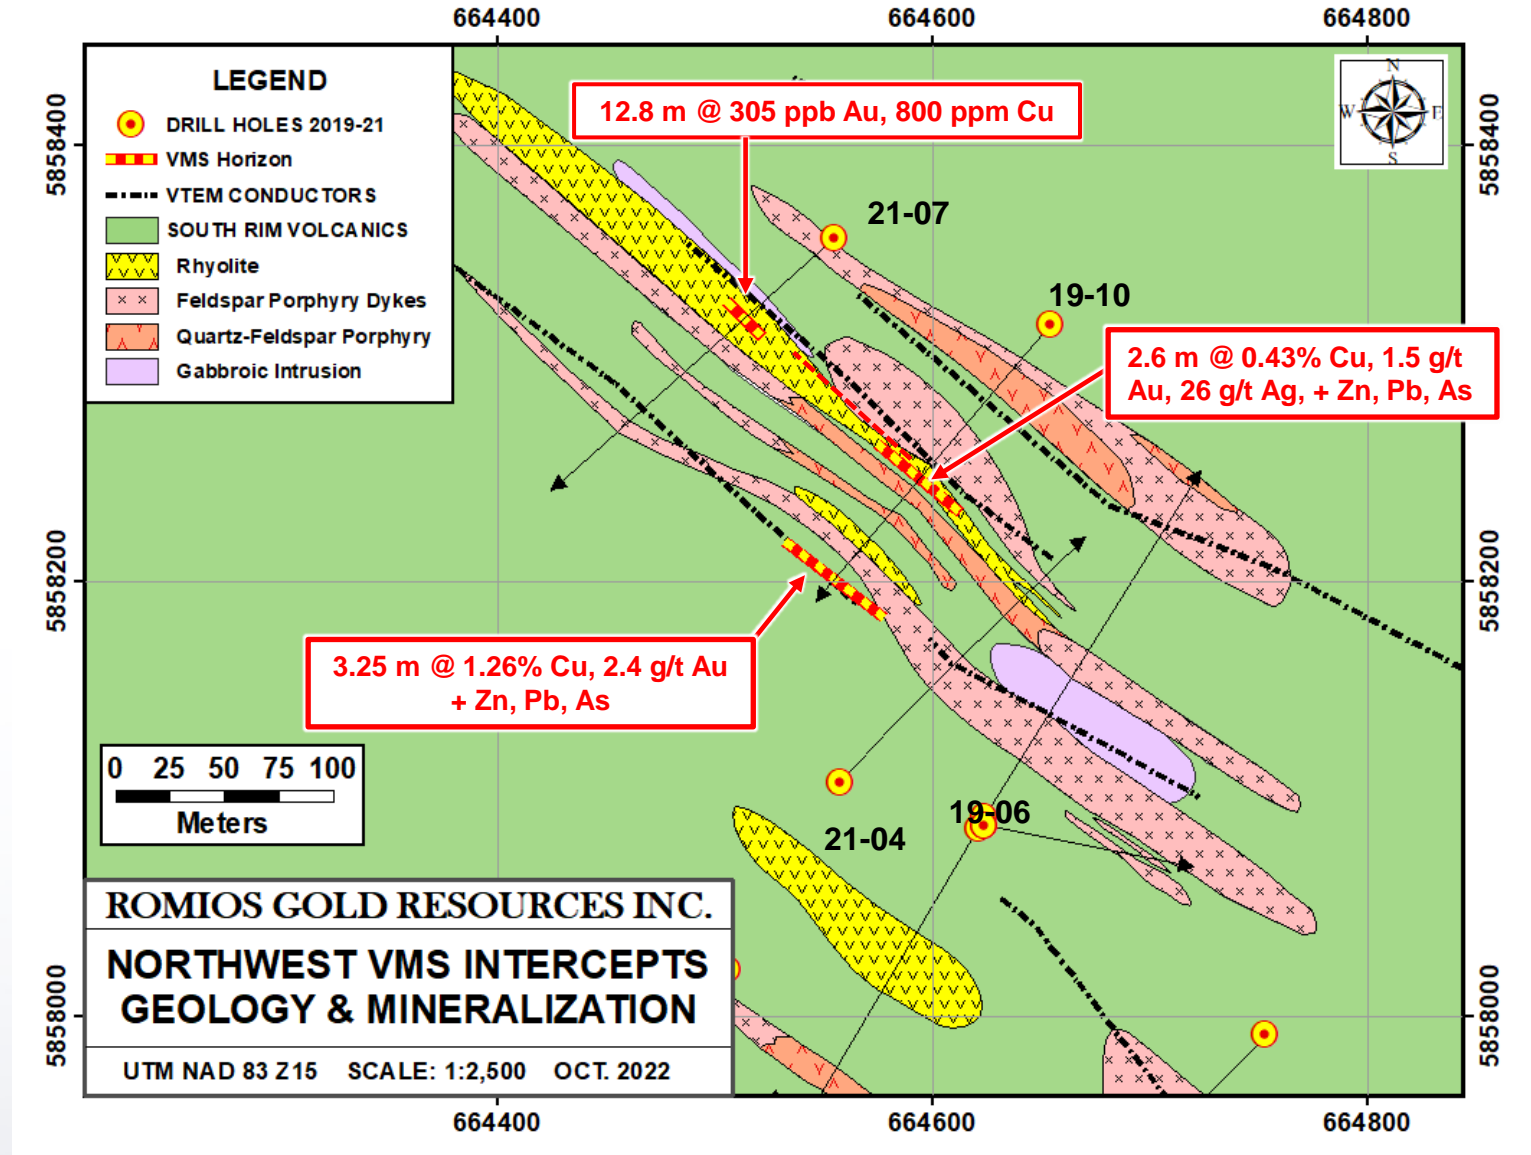 664400
664600
664800
LEGEND
DRILL HOLES 2019-21
VMS Horizon
VTEM CONDUCTORS
SOUTH RIM VOLCANICS
Rhyolite
Feldspar Porphyry Dykes
Quartz-Feldspar Porphyry
Gabbroic Intrusion
5858400
12.8 m @ 305 ppb Au, 800 ppm Cu
N
W E
S
5858400
21-07
19-10
2.6 m @ 0.43% Cu, 1.5 g/t
Au, 26 g/t Ag, + Zn, Pb, As
5858200
5858200
3.25 m @ 1.26% Cu, 2.4 g/t Au
+ Zn, Pb, As
0 25 50 75 100
Meters
19-06
21-04
ROMIOS GOLD RESOURCES INC.
NORTHWEST VMS INTERCEPTS
GEOLOGY & MINERALIZATION
UTM NAD 83 Z15 SCALE: 1:2,500 OCT. 2022
5858000
5858000
664400
664600
664800